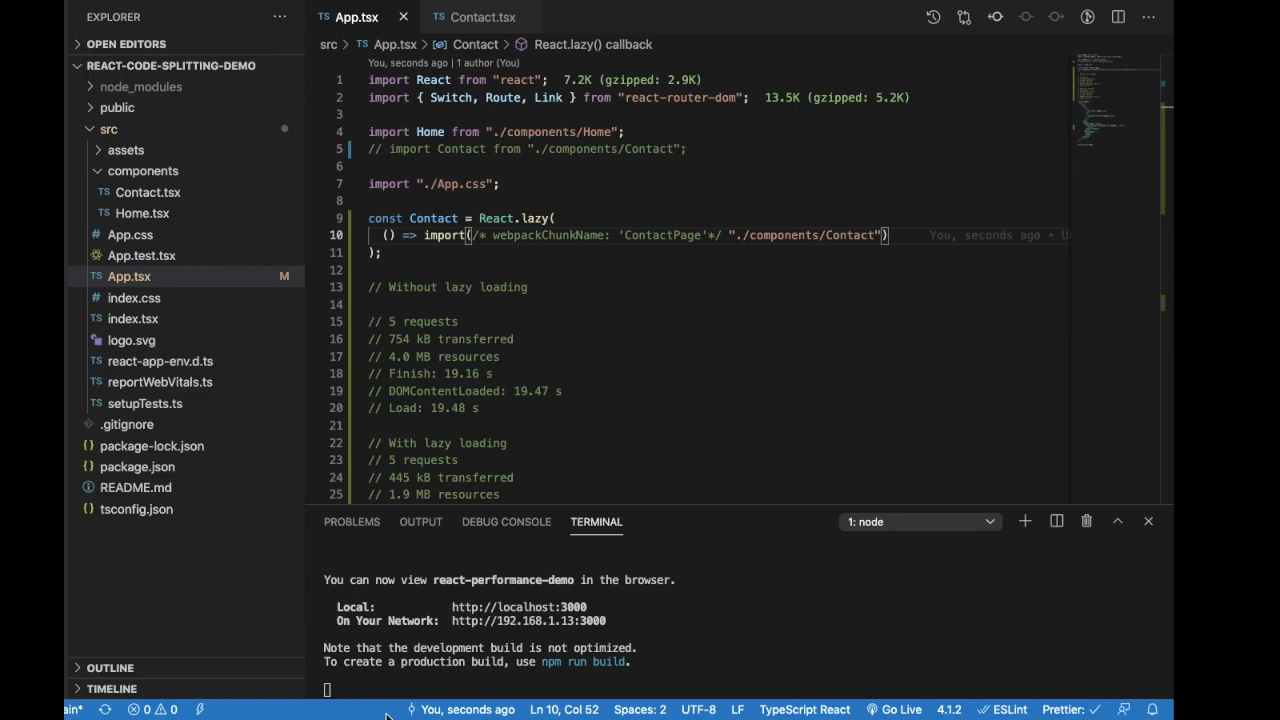 EXPLORER
OPEN EDITORS
REACT-CODE-SPLITTING-DEMO
node_modules
public
src
assets
components
TS Contact.tsx
TS Home.tsx
# App.css
App.test.tsx
TS App.tsx M
# index.css
TS index.tsx
logo.svg
TS react-app-env.d.ts
TS reportWebVitals.ts
TS setupTests.ts
.gitignore
{} package-lock.json
{} package.json
README.md
{} tsconfig.json
OUTLINE
TIMELINE
TS App.tsx
TS Contact.tsx
src > TS App.tsx > Contact > React.lazy() callback
You, seconds ago | 1 author (You)
1 import React from "react"; 7.2K (gzipped: 2.9K)
2 import { Switch, Route, Link } from "react-router-dom"; 13.5K (gzipped: 5.2K)
3
4 import Home from "./components/Home";
5 // import Contact from "./components/Contact";
6
7 import "./App.css";
8
9 const Contact = React.lazy(
10 () => import(/* webpackChunkName: 'ContactPage'*/ "./components/Contact") You, seconds ago •
11 );
12
13 // Without lazy loading
14
15 // 5 requests
16 // 754 kB transferred
17 // 4.0 MB resources
18 // Finish: 19.16 s
19 // DOMContentLoaded: 19.47 s
20 // Load: 19.48 s
21
22 // With lazy loading
23 // 5 requests
24 // 445 kB transferred
25 // 1.9 MB resources
PROBLEMS OUTPUT DEBUG CONSOLE TERMINAL 1: node
You can now view react-performance-demo in the browser.
Local: http://localhost:3000
On Your Network: http://192.168.1.13:3000
Note that the development build is not optimized.
To create a production build, use npm run build.
ain* 0 0 You, seconds ago Ln 10, Col 52 Spaces: 2 UTF-8 LF TypeScript React Go Live 4.1.2 ESLint Prettier: ✓